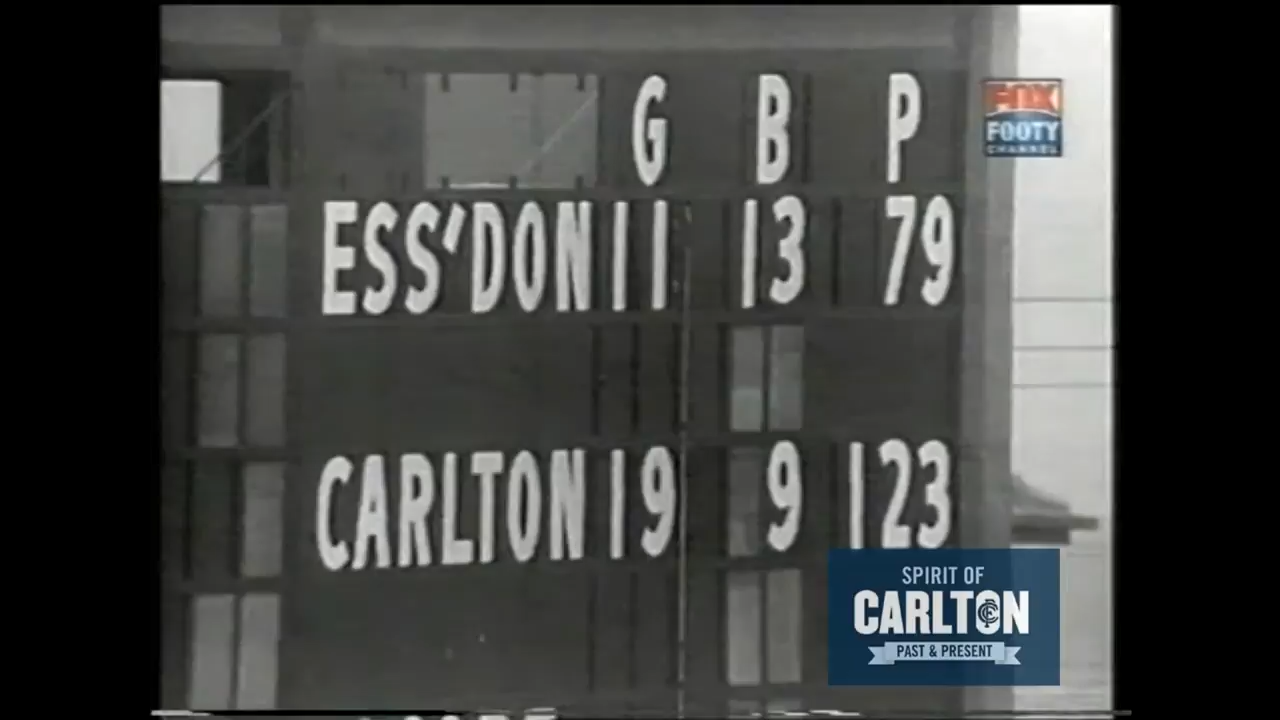 G B P
FOX
FOOTY
CHANNEL
ESS'DON 11 13 79
CARLTON 19 9 123
SPIRIT OF
CARLTON
PAST & PRESENT